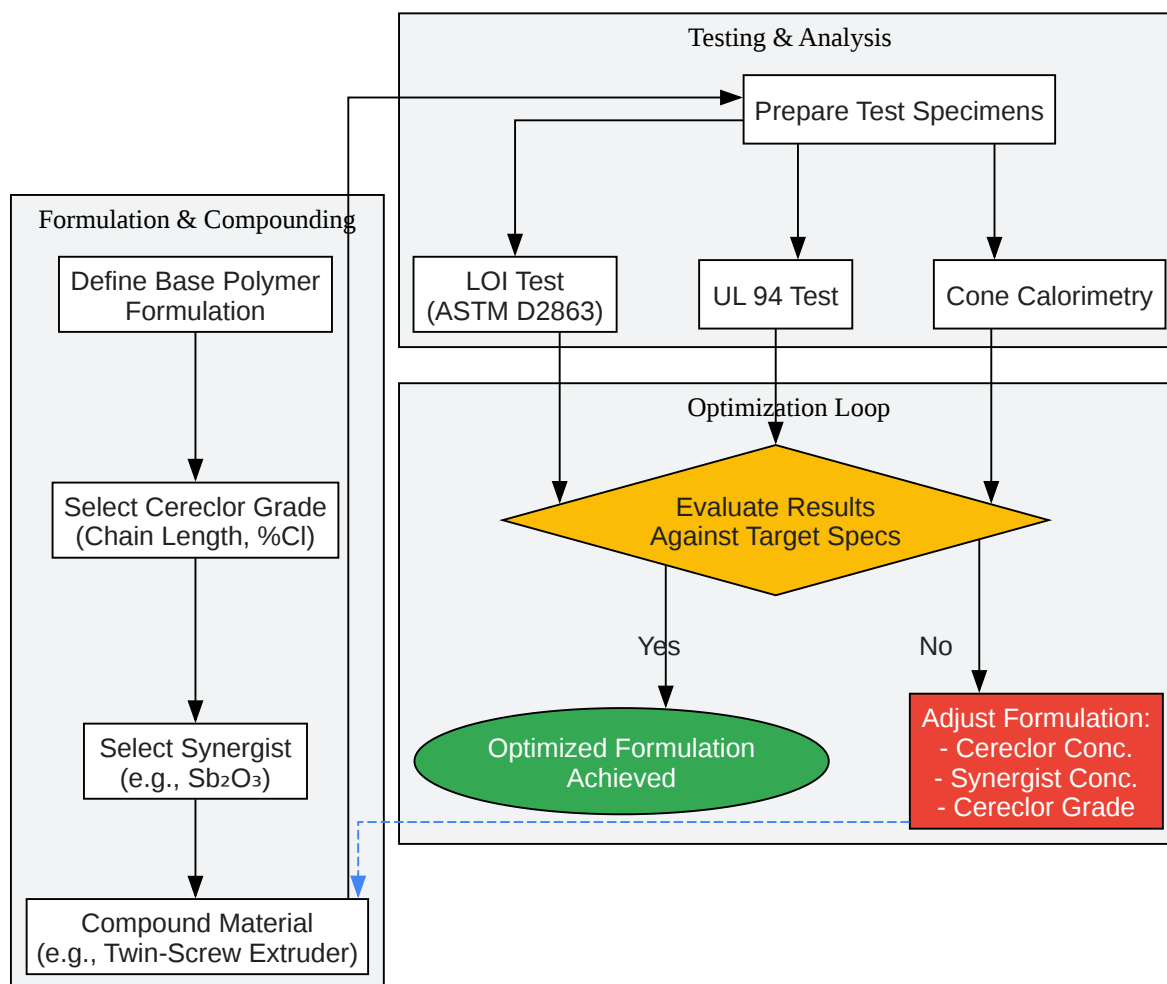 Testing & Analysis
Prepare Test Specimens
LOI Test
(ASTM D2863)
UL 94 Test
Cone Calorimetry
Formulation & Compounding
Define Base Polymer
Formulation
Select Cereclor Grade
(Chain Length, %Cl)
Select Synergist
(e.g., Sb₂O₃)
Compound Material
(e.g., Twin-Screw Extruder)
Optimization Loop
Evaluate Results
Against Target Specs
Yes
No
Optimized Formulation
Achieved
Adjust Formulation:
- Cereclor Conc.
- Synergist Conc.
- Cereclor Grade